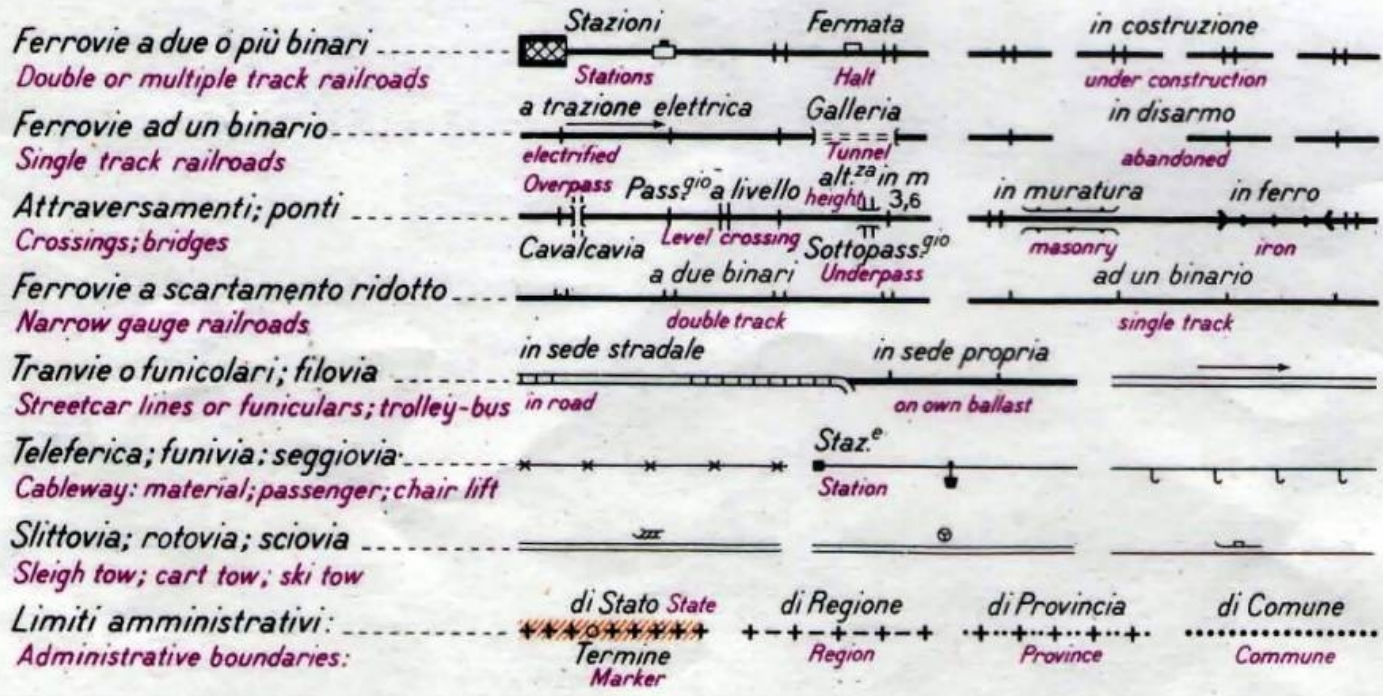 Stazioni Fermata in costruzione
Ferrovie a due o più binari
Double or multiple track railroads Stations Halt under construction
a trazione elettrica Galleria in disarmo
Ferrovie ad un binario
Single track railroads electrified Tunnel abandoned
Overpass Pass.gio a livello alt.za in m in muratura in ferro
height 3,6
Attraversamenti; ponti
Crossings; bridges Cavalcavia Level crossing Sottopass.gio masonry iron
a due binari Underpass ad un binario
Ferrovie a scartamento ridotto
Narrow gauge railroads double track single track
in sede stradale in sede propria
Tranvie o funicolari; filovia
Streetcar lines or funiculars; trolley-bus in road on own ballast
Staz.e
Teleferica; funivia; seggiovia
Cableway: material; passenger; chair lift Station
Slittovia; rotovia; sciovia
Sleigh tow; cart tow; ski tow
di Stato State di Regione di Provincia di Comune
Limiti amministrativi:
Administrative boundaries: Termine Region Province Commune
Marker